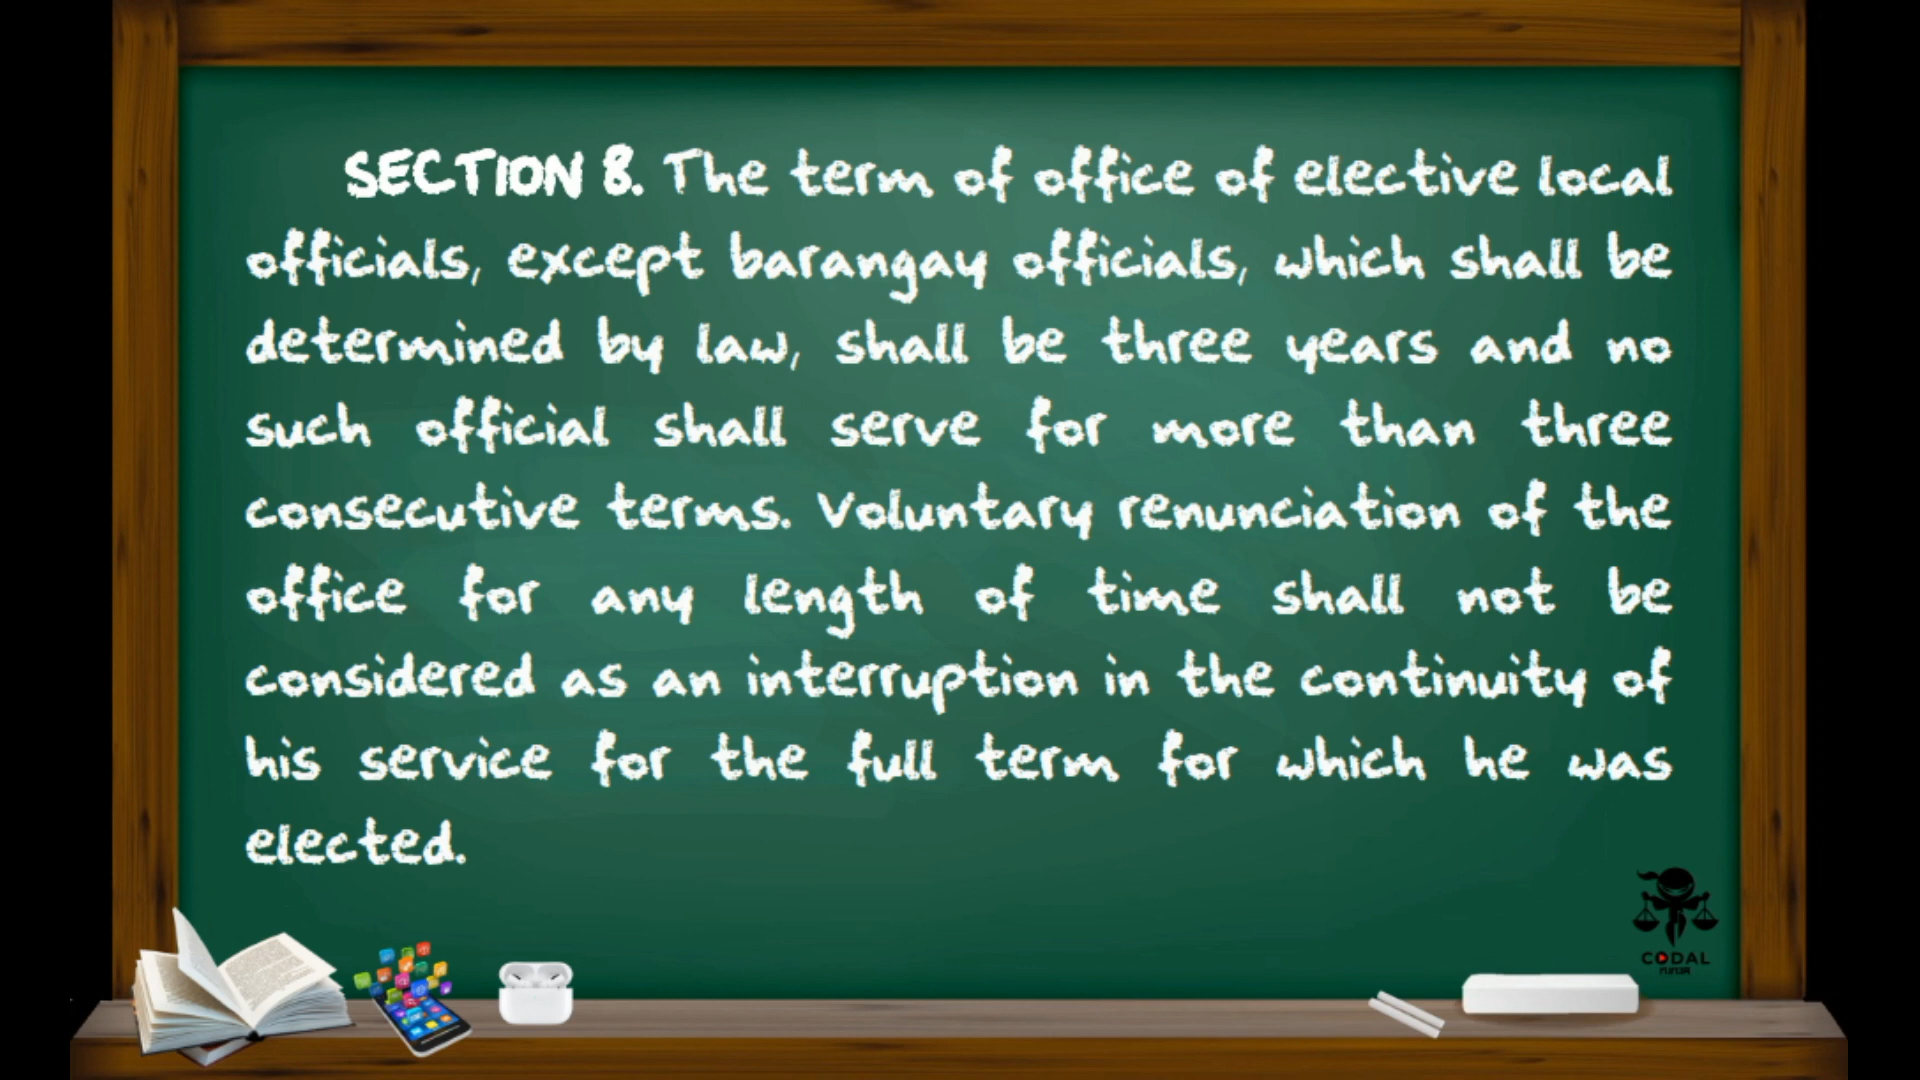 SECTION 8. The term of office of elective local
officials, except barangay officials, which shall be
determined by law, shall be three years and no
such official shall serve for more than three
consecutive terms. Voluntary renunciation of the
office for any length of time shall not be
considered as an interruption in the continuity of
his service for the full term for which he was
elected.
CODAL
NINJA